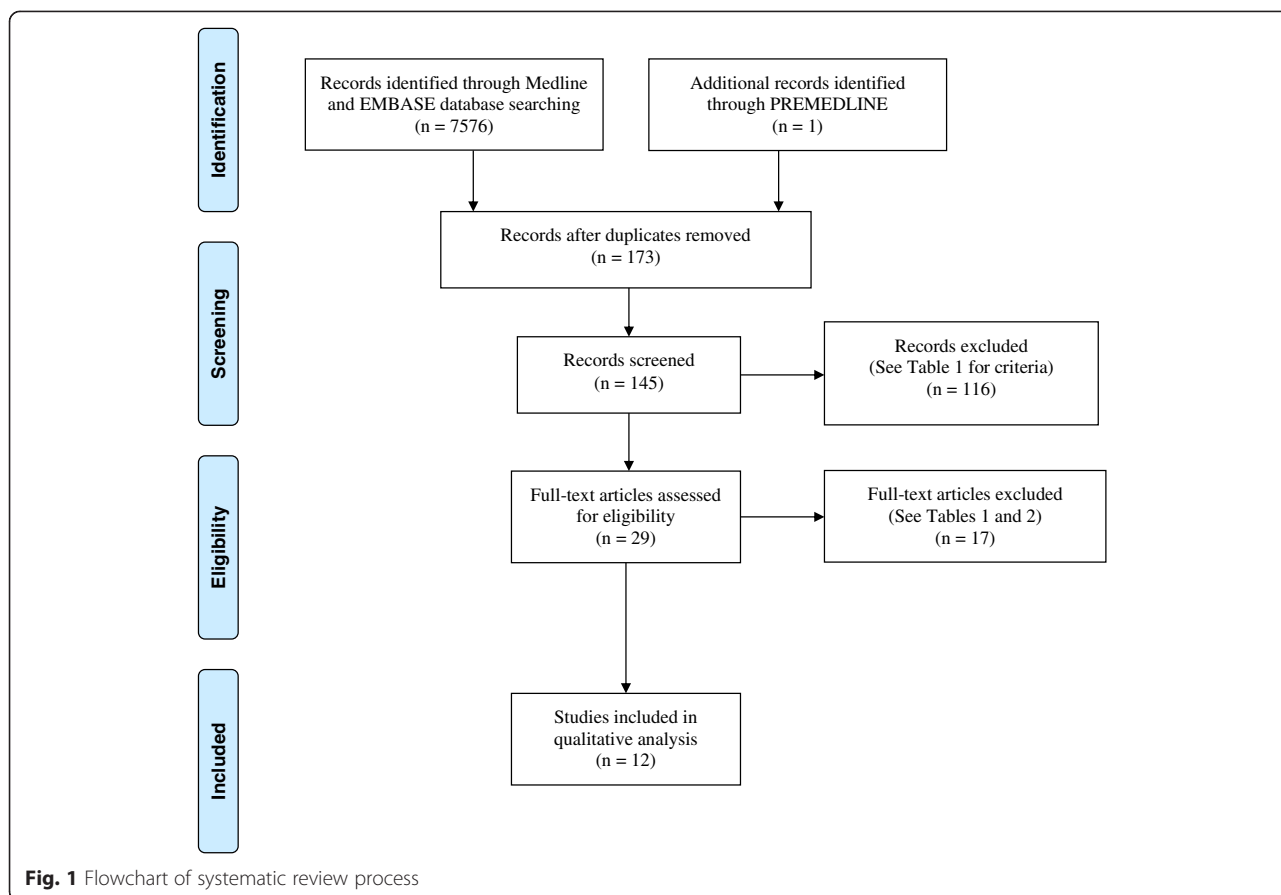 Identification
Records identified through Medline
and EMBASE database searching
(n = 7576)
Additional records identified
through PREMEDLINE
(n = 1)
Screening
Records after duplicates removed
(n = 173)
Records screened
(n = 145)
Records excluded
(See Table 1 for criteria)
(n = 116)
Eligibility
Full-text articles assessed
for eligibility
(n = 29)
Full-text articles excluded
(See Tables 1 and 2)
(n = 17)
Included
Studies included in
qualitative analysis
(n = 12)
Fig. 1 Flowchart of systematic review process